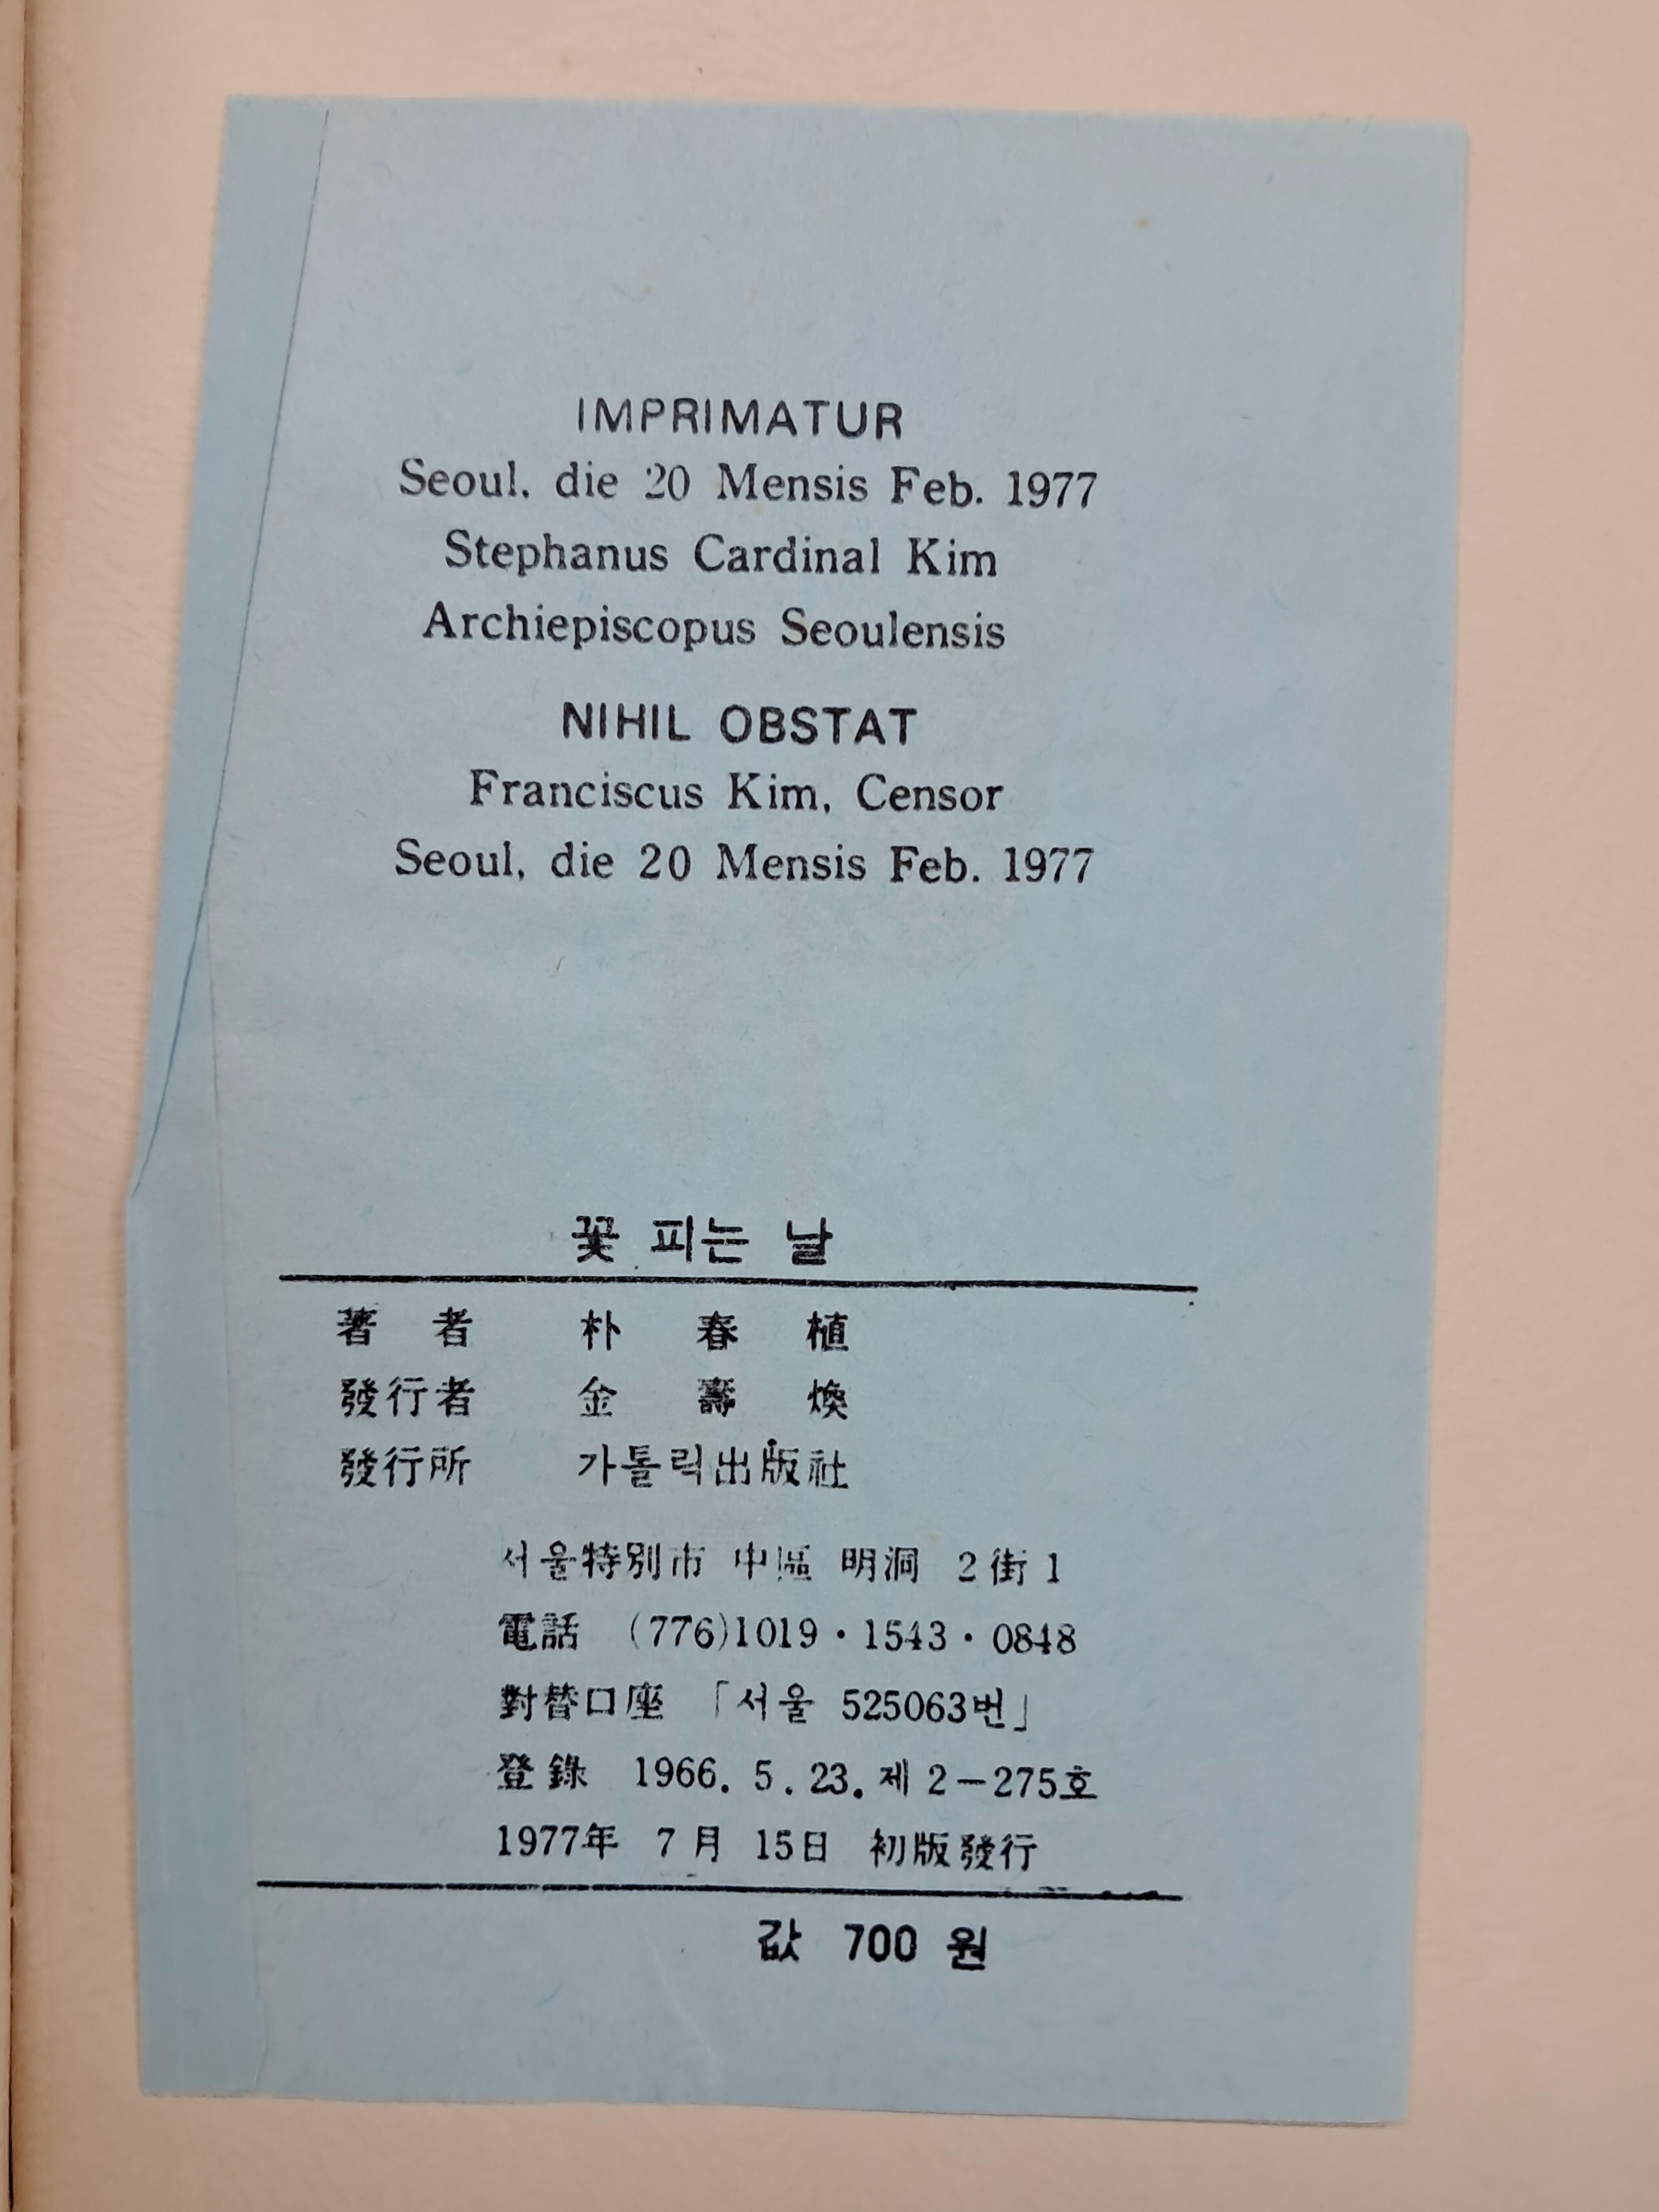 IMPRIMATUR
Seoul, die 20 Mensis Feb. 1977
Stephanus Cardinal Kim
Archiepiscopus Seoulensis
NIHIL OBSTAT
Franciscus Kim, Censor
Seoul, die 20 Mensis Feb. 1977
꽃 피는 날
著 者 朴 春 植
發行者 金 壽 煥
發行所 가톨릭出版社
서울特別市 中區 明洞 2街1
電話 (776)1019·1543·0848
對替口座 「서울 525063번」
登錄 1966. 5. 23. 제2-275호
1977年 7月 15日 初版發行
값 700 원